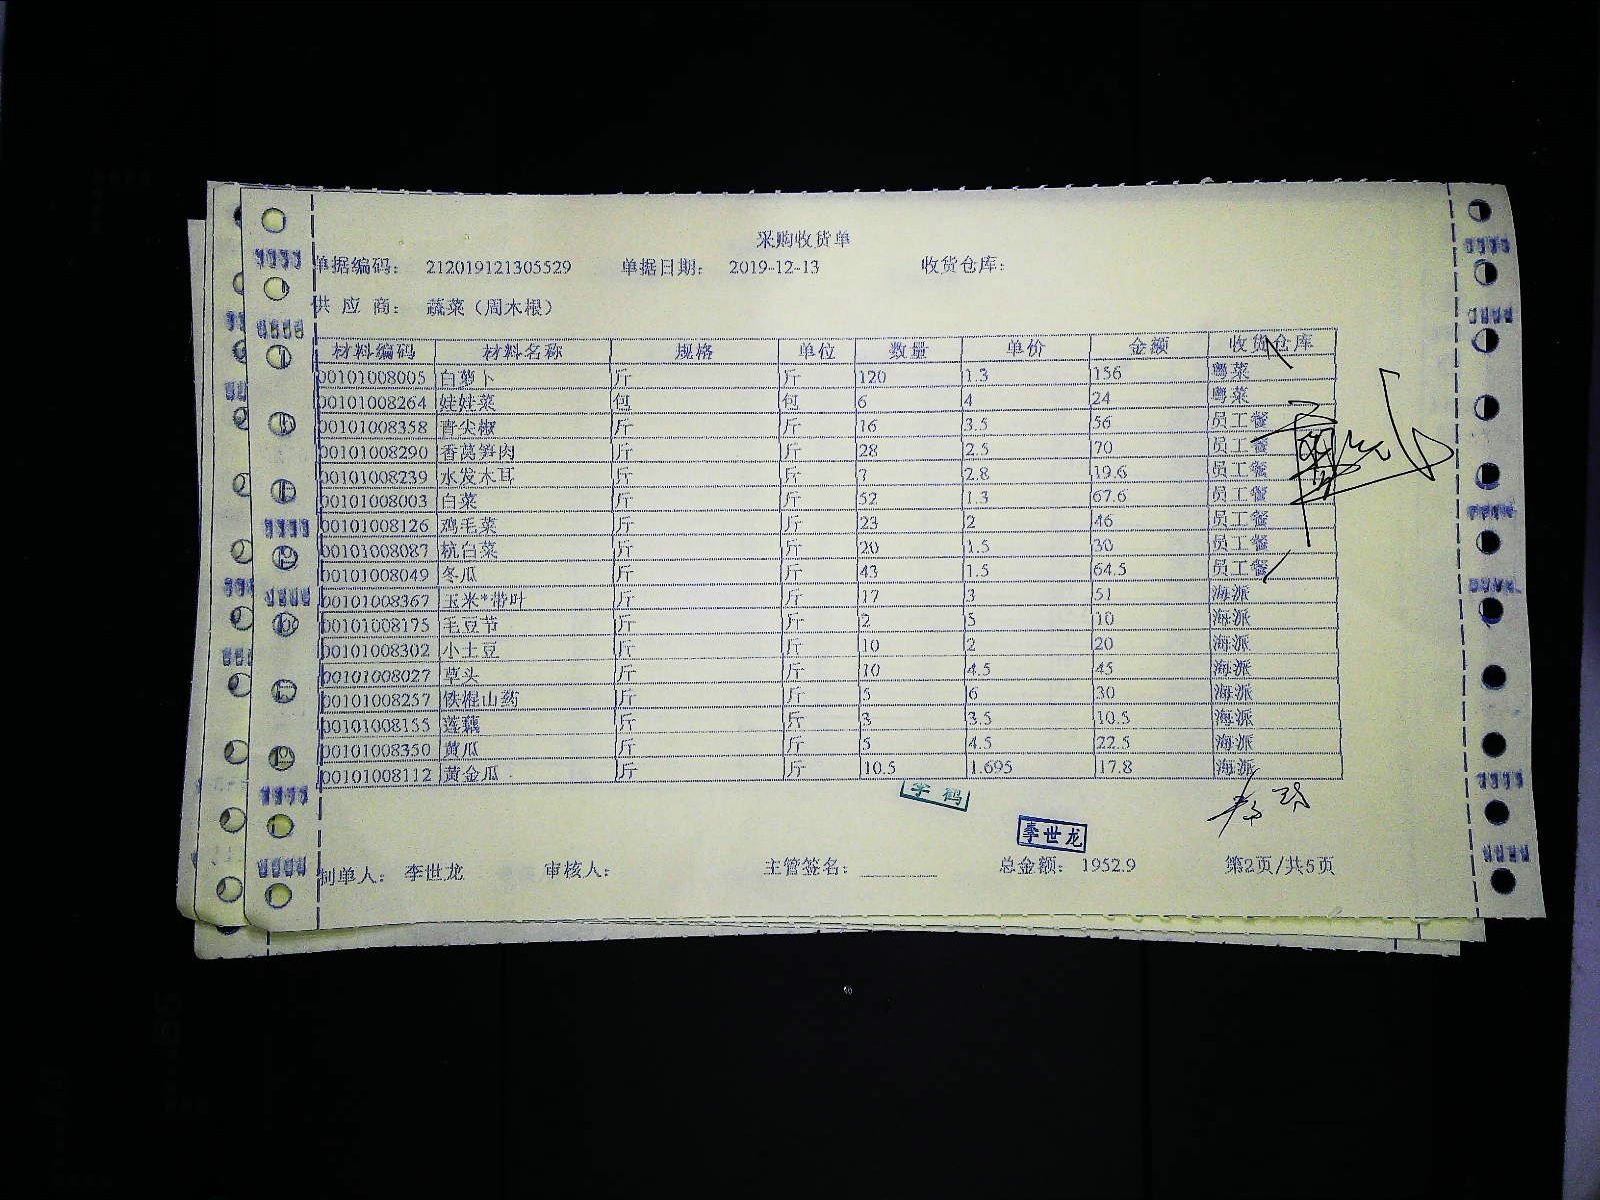 采购收货单
单据编码： 212019121305529 单据日期： 2019-12-13 收货仓库：
供 应 商： 蔬菜（周木根）
材料编码 材料名称 规格 单位 数量 单价 金额 收货仓库
00101008005 白萝卜 斤 斤 120 1.3 156 粤菜
00101008264 娃娃菜 包 包 6 4 24 粤菜
00101008358 青尖椒 斤 斤 16 3.5 56 员工餐
00101008290 香莴笋肉 斤 斤 28 2.5 70 员工餐
00101008239 水发木耳 斤 斤 7 2.8 19.6 员工餐
00101008003 白菜 斤 斤 52 1.3 67.6 员工餐
00101008126 鸡毛菜 斤 斤 23 2 46 员工餐
00101008087 杭白菜 斤 斤 20 1.5 30 员工餐
00101008049 冬瓜 斤 斤 43 1.5 64.5 员工餐
00101008367 玉米*带叶 斤 斤 17 3 51 海派
00101008175 毛豆节 斤 斤 2 5 10 海派
00101008302 小土豆 斤 斤 10 2 20 海派
00101008027 草头 斤 斤 10 4.5 45 海派
00101008257 铁棍山药 斤 斤 5 6 30 海派
00101008155 莲藕 斤 斤 3 3.5 10.5 海派
00101008350 黄瓜 斤 斤 5 4.5 22.5 海派
00101008112 黄金瓜 斤 斤 10.5 1.695 17.8 海派
李世龙
制单人： 李世龙 审核人： 主管签名： 总金额： 1952.9 第2页/共5页